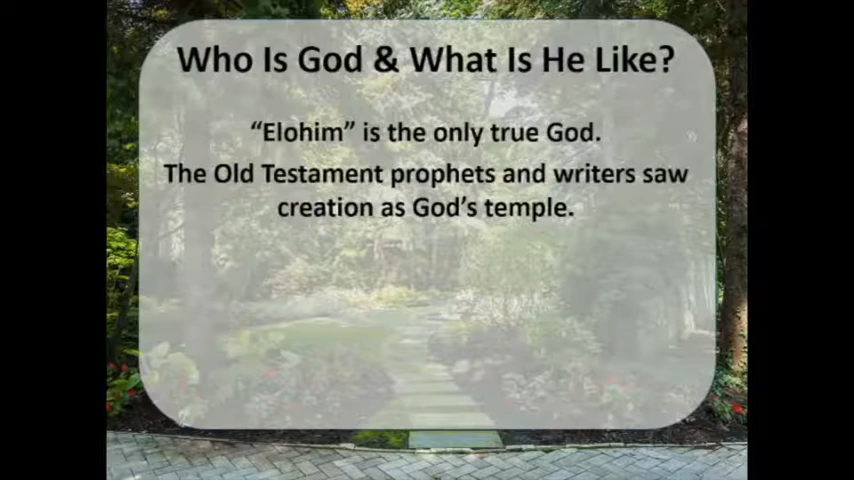 Who Is God & What Is He Like?
“Elohim” is the only true God.
The Old Testament prophets and writers saw
creation as God’s temple.